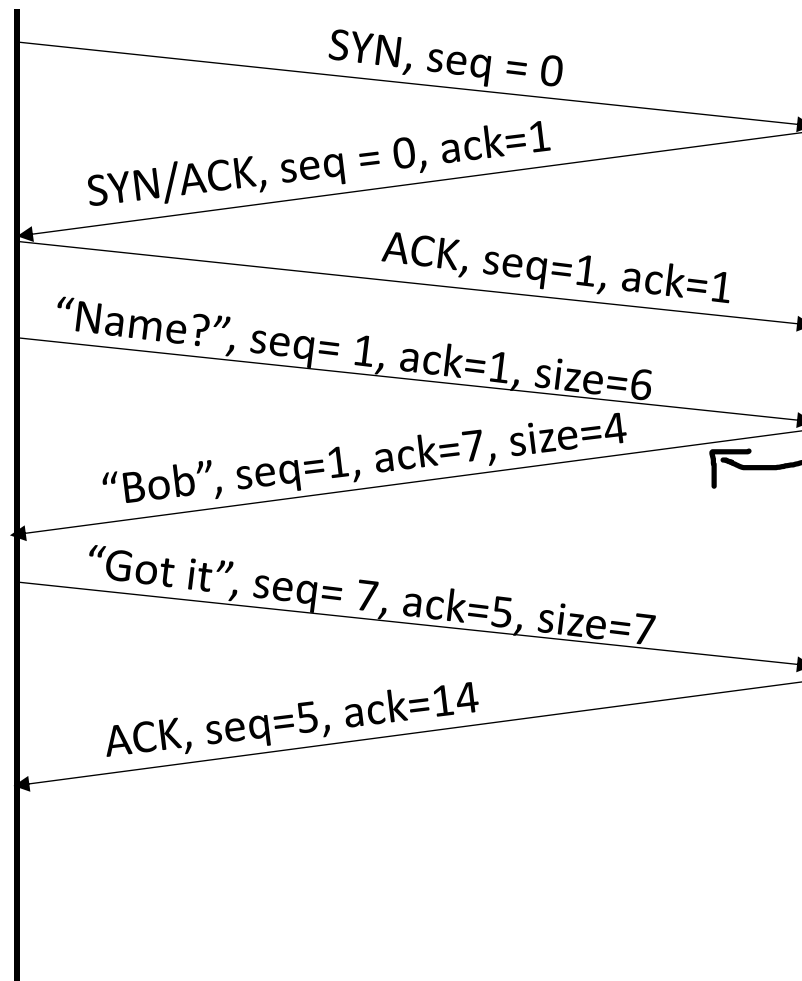 SYN, seq = 0
SYN/ACK, seq = 0, ack=1
ACK, seq=1, ack=1
“Name?”, seq= 1, ack=1, size=6
“Bob”, seq=1, ack=7, size=4
“Got it”, seq= 7, ack=5, size=7
ACK, seq=5, ack=14